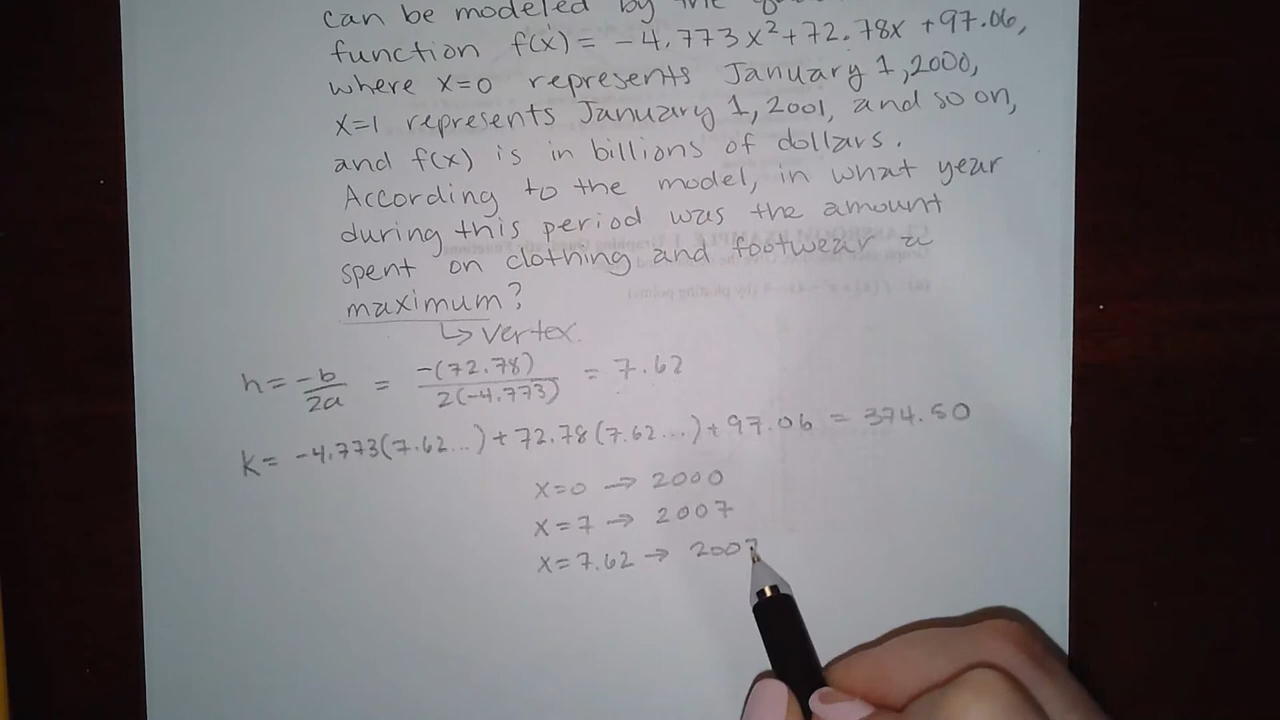 can be modeled by the
function f(x) = -4.773x²+72.78x+97.06,
where x=0 represents January 1, 2000,
x=1 represents January 1, 2001, and so on,
and f(x) is in billions of dollars.
According to the model, in what year
during this period was the amount
spent on clothing and footwear a
maximum?
↳ vertex.
h = -b/2a = -(72.78)/2(-4.773) = 7.62
K= -4.773(7.62...) + 72.78(7.62...) + 97.06 = 374.50
x=0 → 2000
x=7 → 2007
x=7.62 → 2007